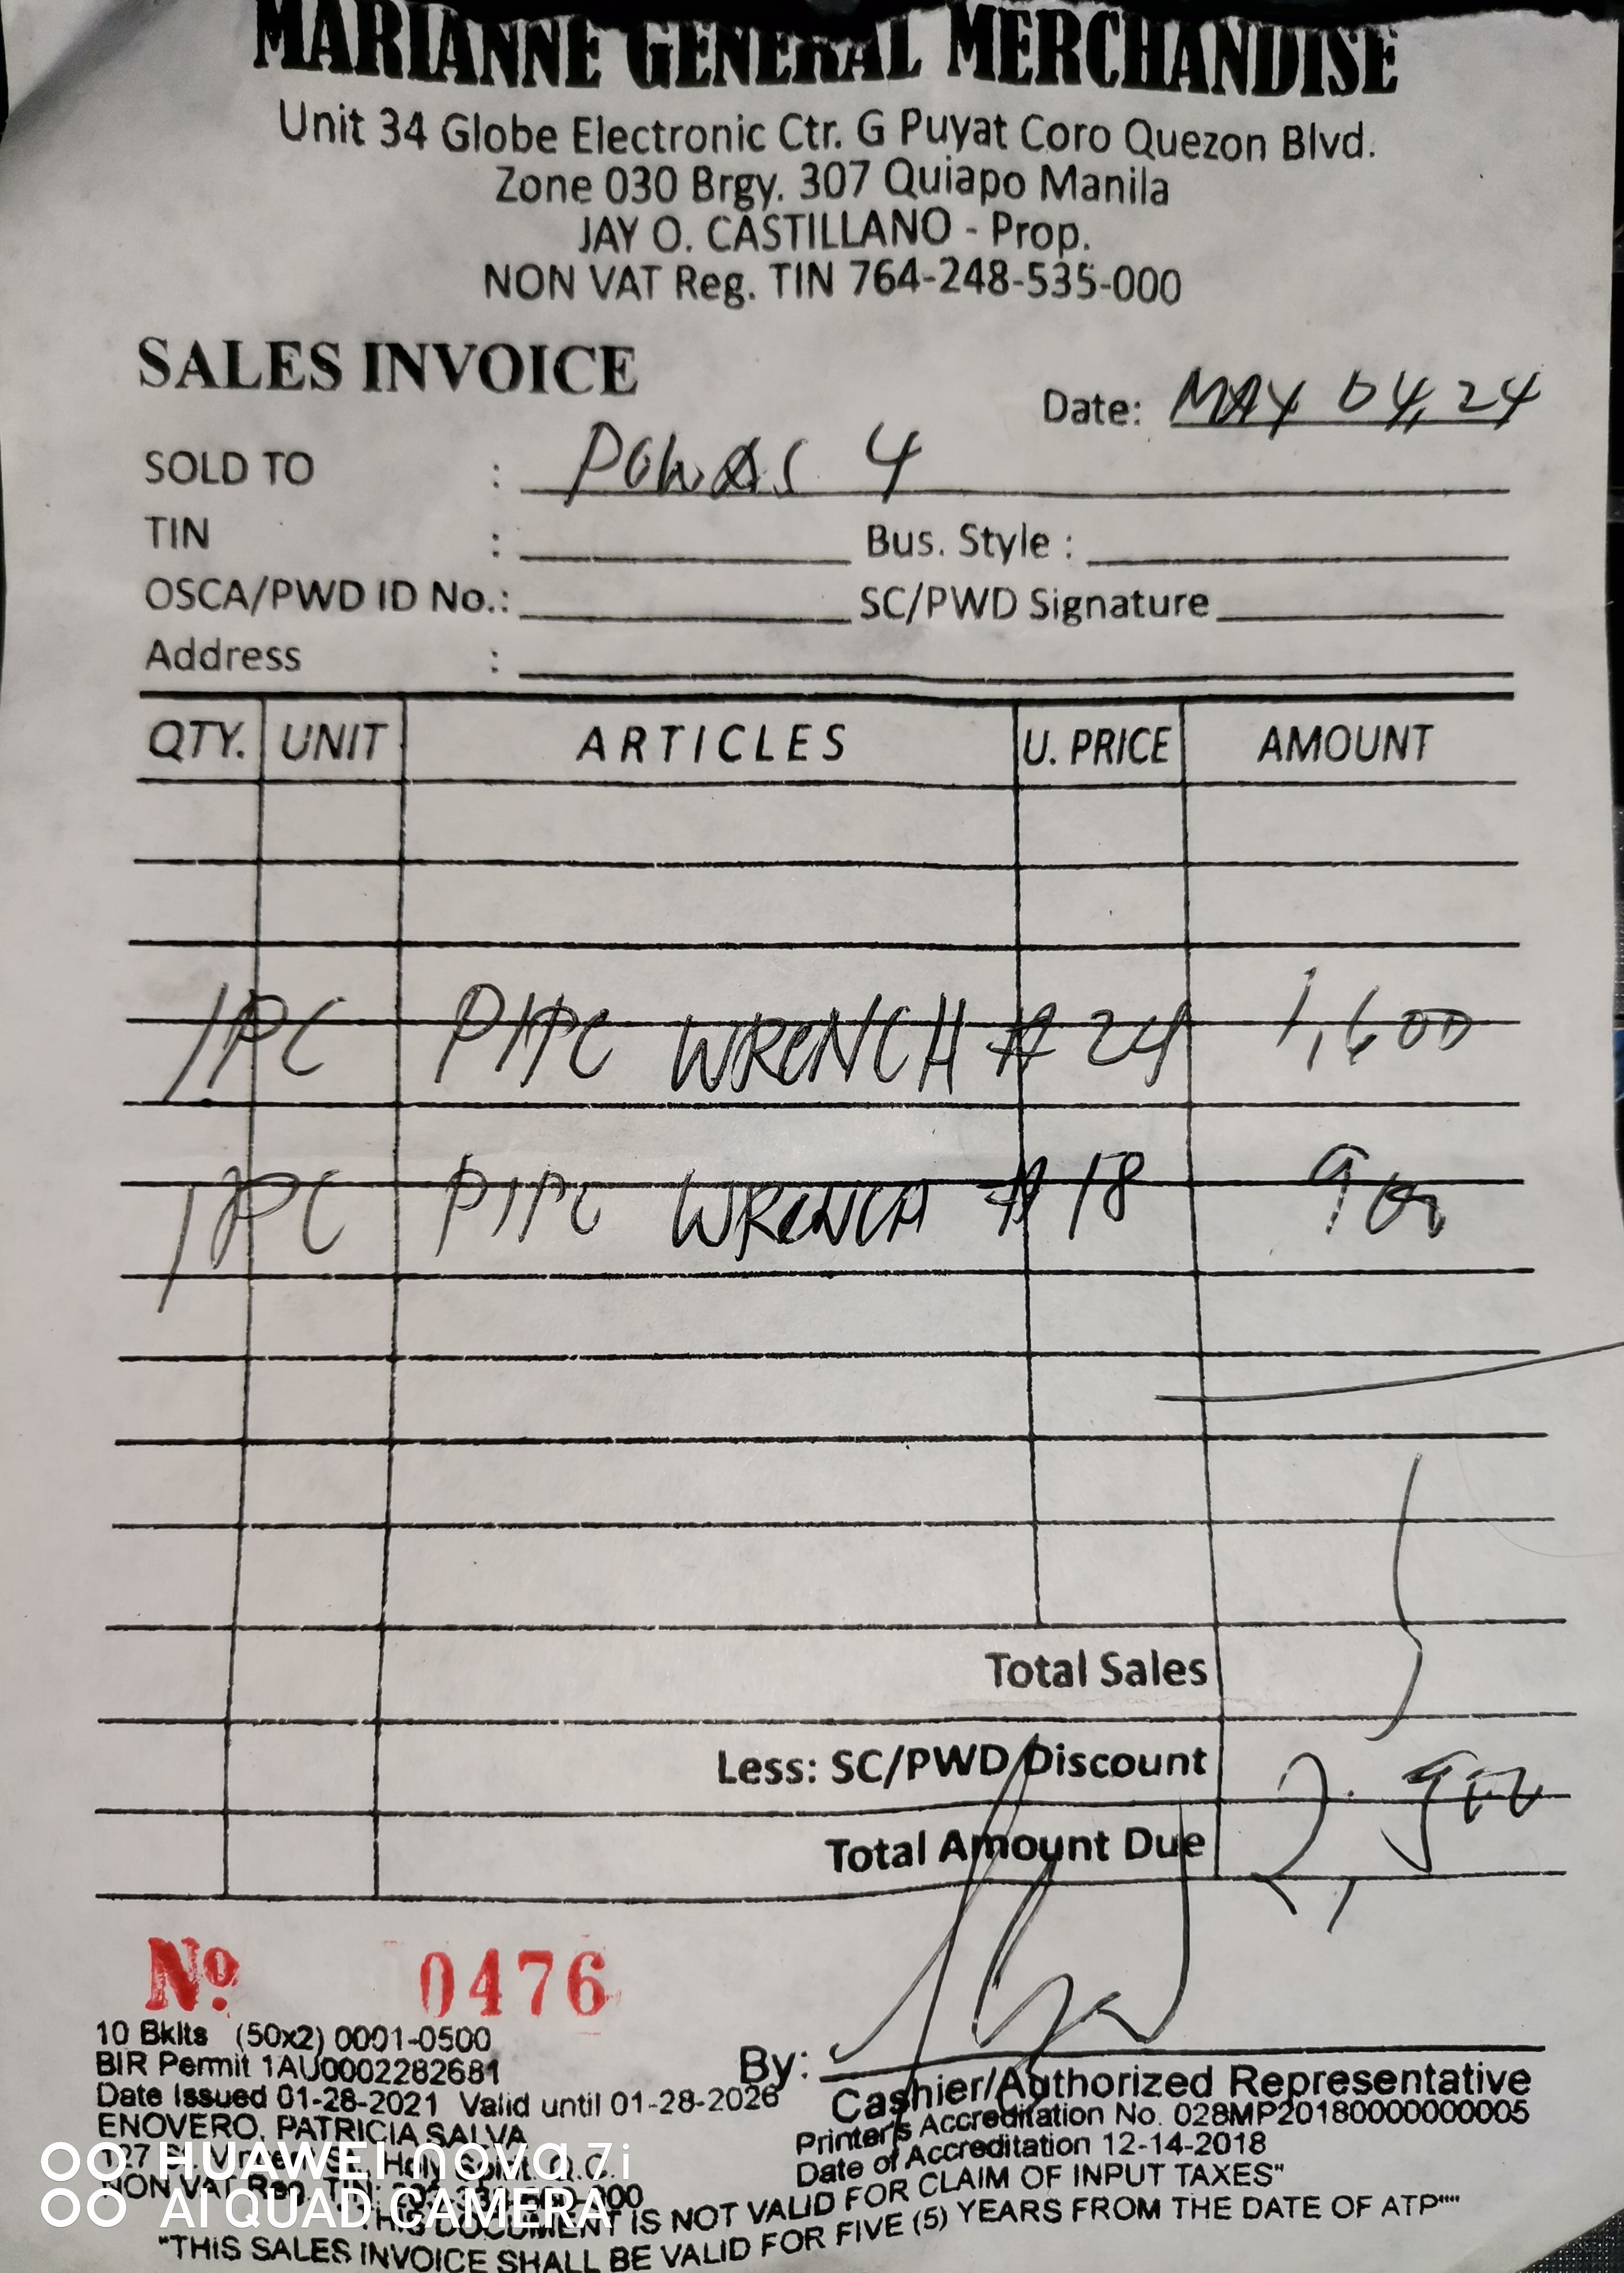 MARIANNE GENERAL MERCHANDISE
Unit 34 Globe Electronic Ctr. G Puyat Coro Quezon Blvd.
Zone 030 Brgy. 307 Quiapo Manila
JAY O. CASTILLANO - Prop.
NON VAT Reg. TIN 764-248-535-000
SALES INVOICE
Date: MAY 04, 24
SOLD TO : 4
TIN : Bus. Style :
OSCA/PWD ID No.: SC/PWD Signature
Address :
QTY. UNIT ARTICLES U. PRICE AMOUNT
1 PC PIPE WRENCH # 24 1,600
1 PC PIPE WRENCH # 18 900
Total Sales
Less: SC/PWD Discount
Total Amount Due
No. 0476
10 Bklts (50x2) 0001-0500
BIR Permit 1AU0002282681
Date Issued 01-28-2021 Valid until 01-28-2026
ENOVERO, PATRICIA SALVA
127 Holy Spirit. Q.C.
NON VAT Reg. TIN:
By:
Cashier/Authorized Representative
Printer's Accreditation No. 028MP20180000000005
Date of Accreditation 12-14-2018
"THIS DOCUMENT IS NOT VALID FOR CLAIM OF INPUT TAXES"
"THIS SALES INVOICE SHALL BE VALID FOR FIVE (5) YEARS FROM THE DATE OF ATP""
HUAWEI nova 7i
AI QUAD CAMERA